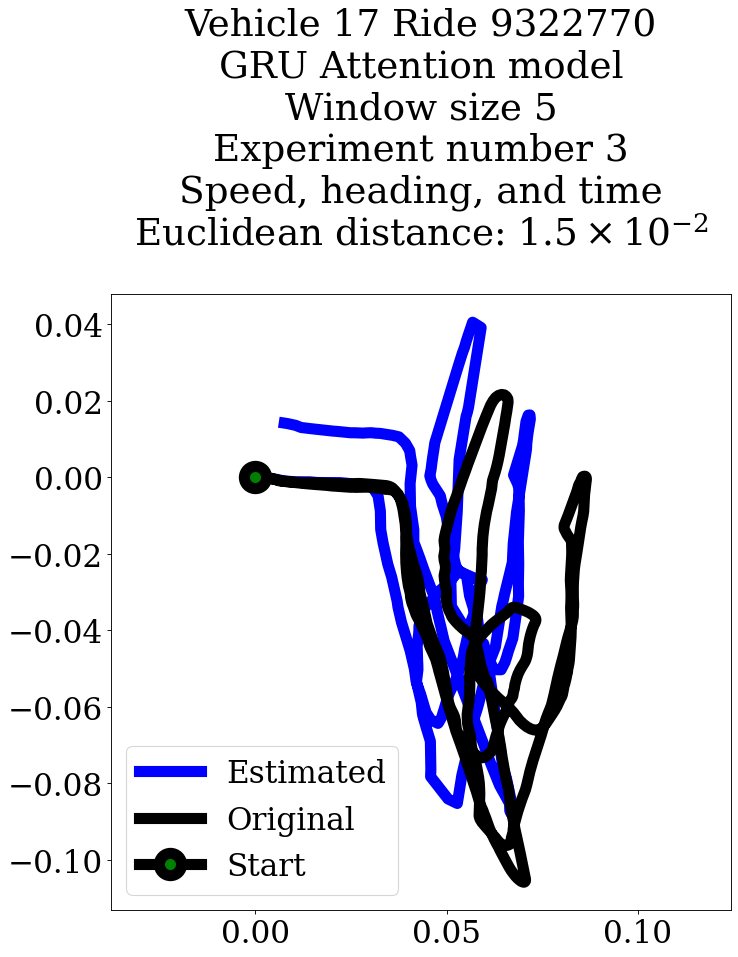 Vehicle 17 Ride 9322770
GRU Attention model
Window size 5
Experiment number 3
Speed, heading, and time
Euclidean distance: 1.5 × 10⁻²
0.04
0.02
0.00
−0.02
−0.04
−0.06
−0.08
−0.10
Estimated
Original
Start
0.00
0.05
0.10